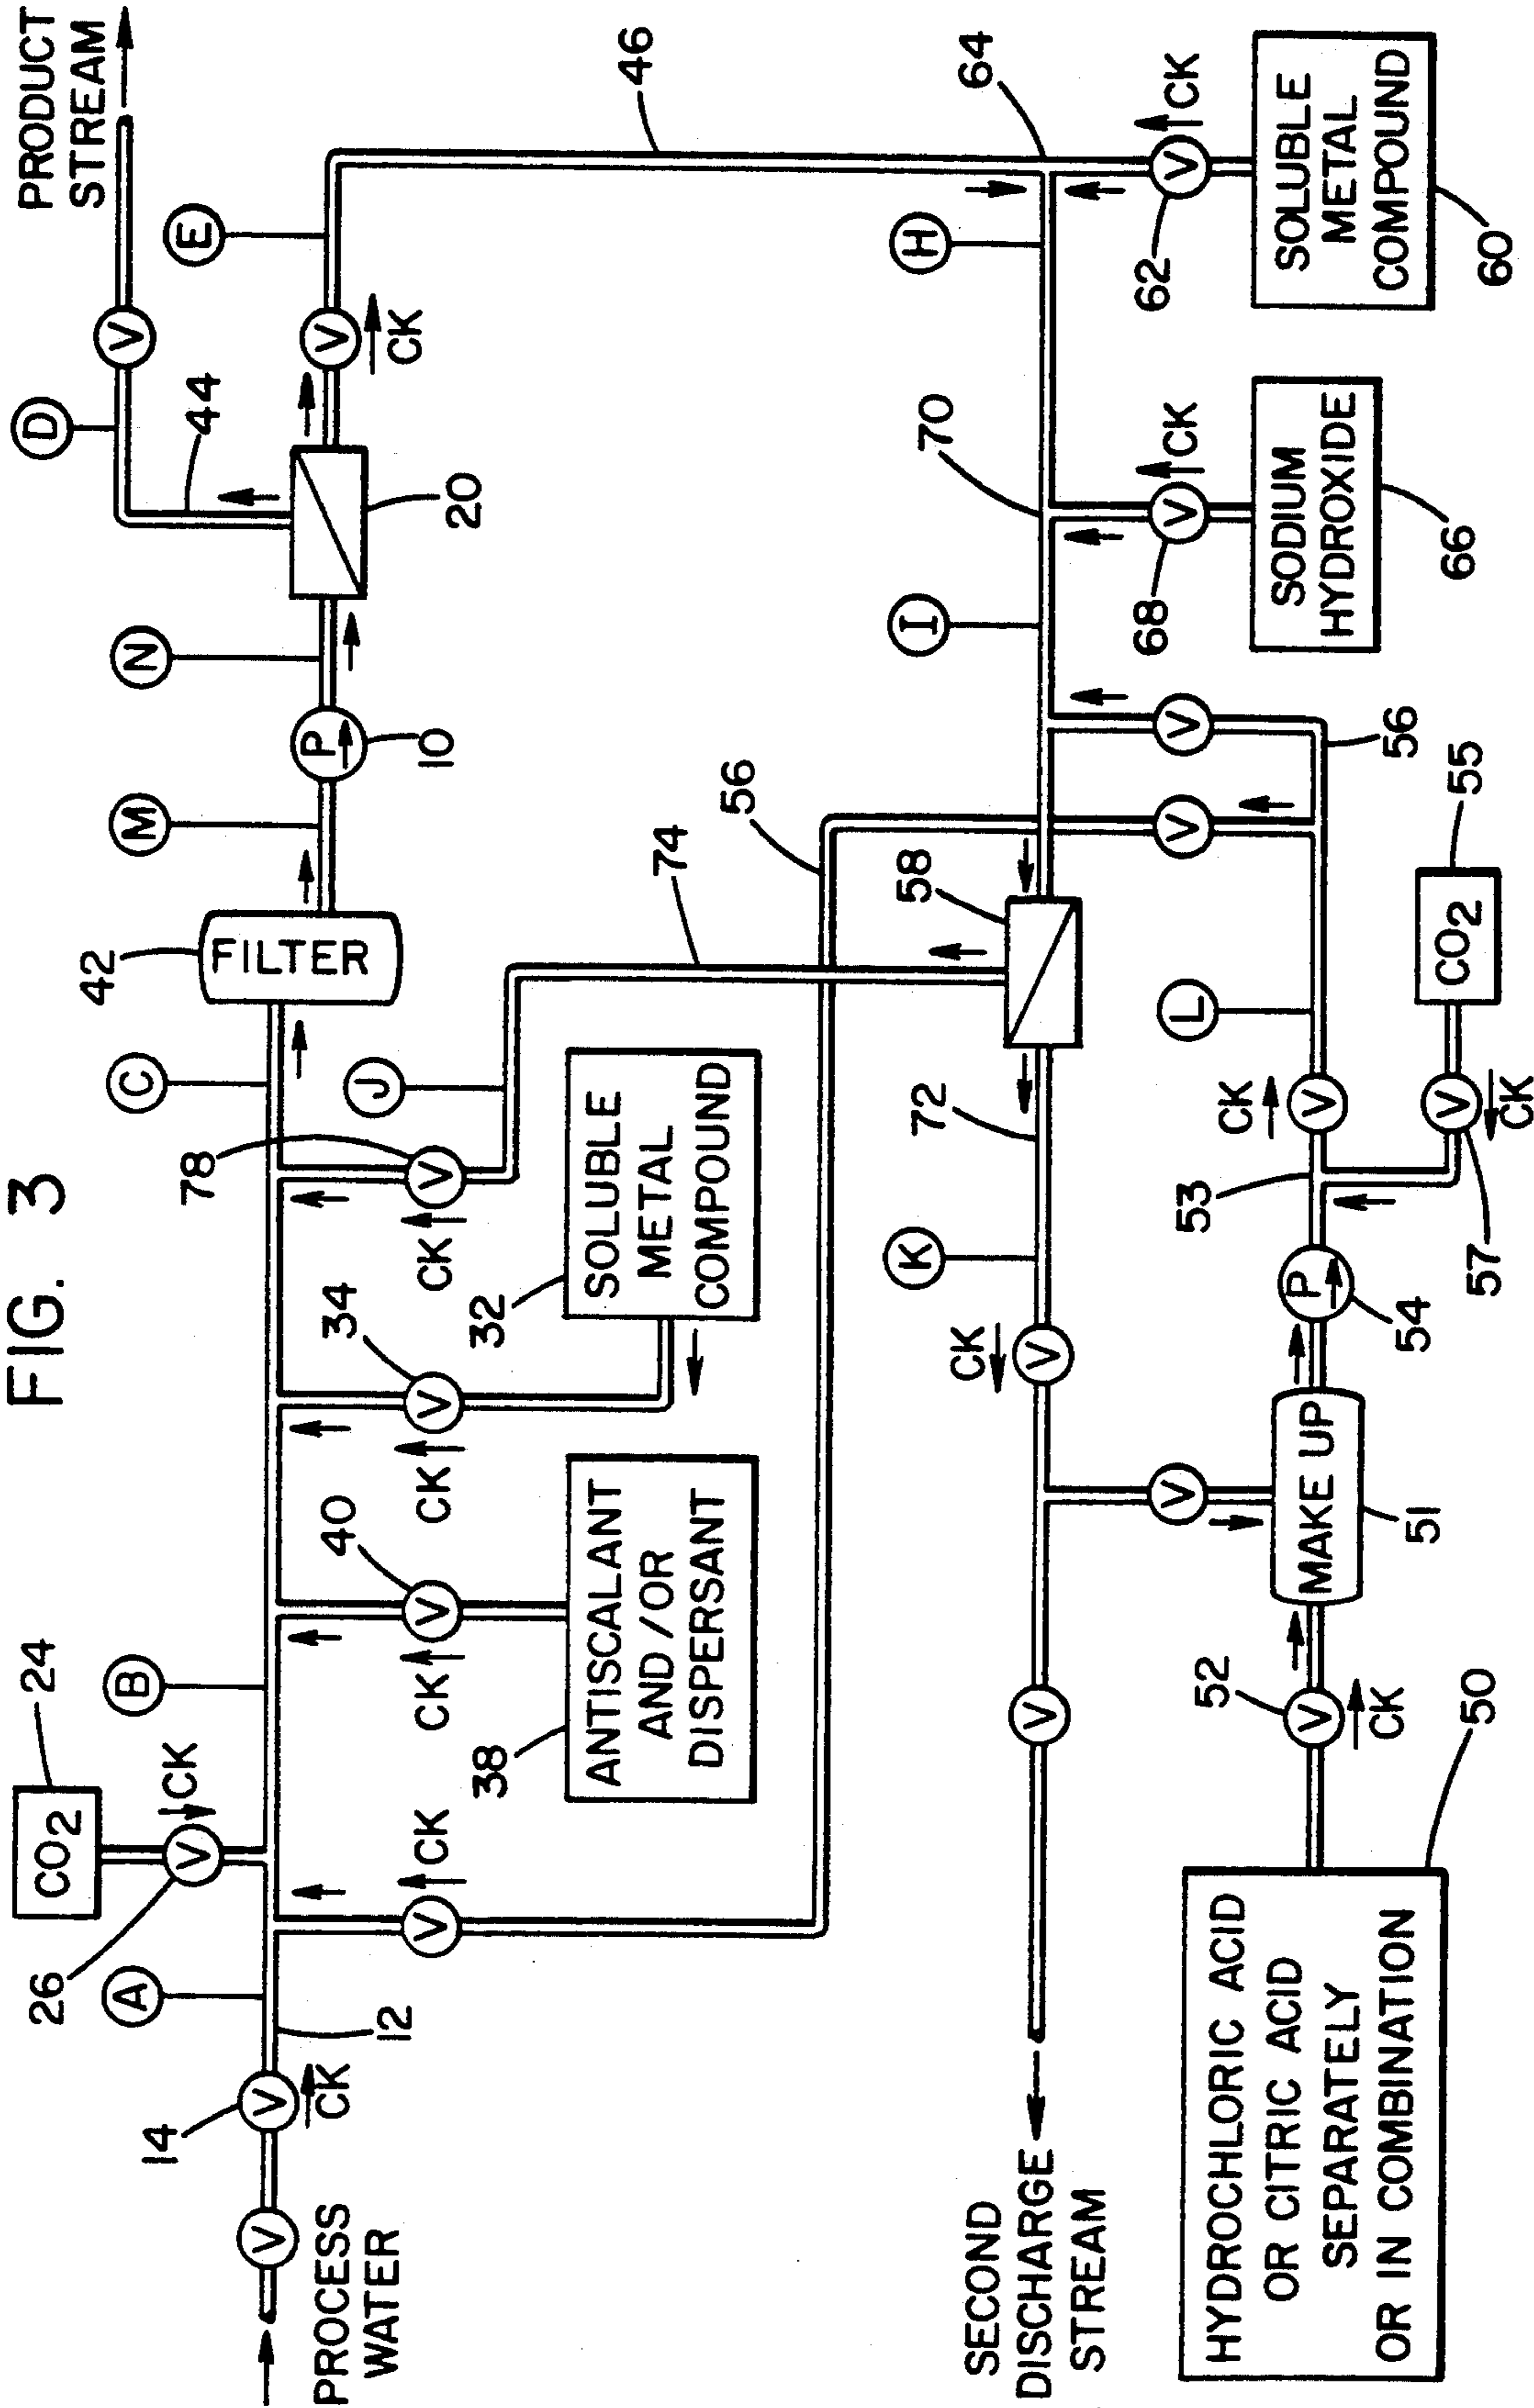 FIG. 3
PRODUCT
STREAM
D
V
44
E
V
CK
46
20
N
P
10
M
FILTER
42
C
J
78
V
CK
74
SOLUBLE
METAL
COMPOUND
32
34
V
CK
ANTISCALANT
AND/OR
DISPERSANT
38
40
V
CK
B
24
CO2
V
CK
26
A
12
V
CK
14
V
CK
V
PROCESS
WATER
56
64
H
V
CK
62
SOLUBLE
METAL
COMPOUND
60
70
I
V
CK
68
SODIUM
HYDROXIDE
66
V
56
V
58
72
K
CK
V
V
V
SECOND
DISCHARGE
STREAM
L
55
CO2
V
CK
57
CK
V
53
P
54
MAKE UP
51
52
V
CK
50
HYDROCHLORIC ACID
OR CITRIC ACID
SEPARATELY
OR IN COMBINATION